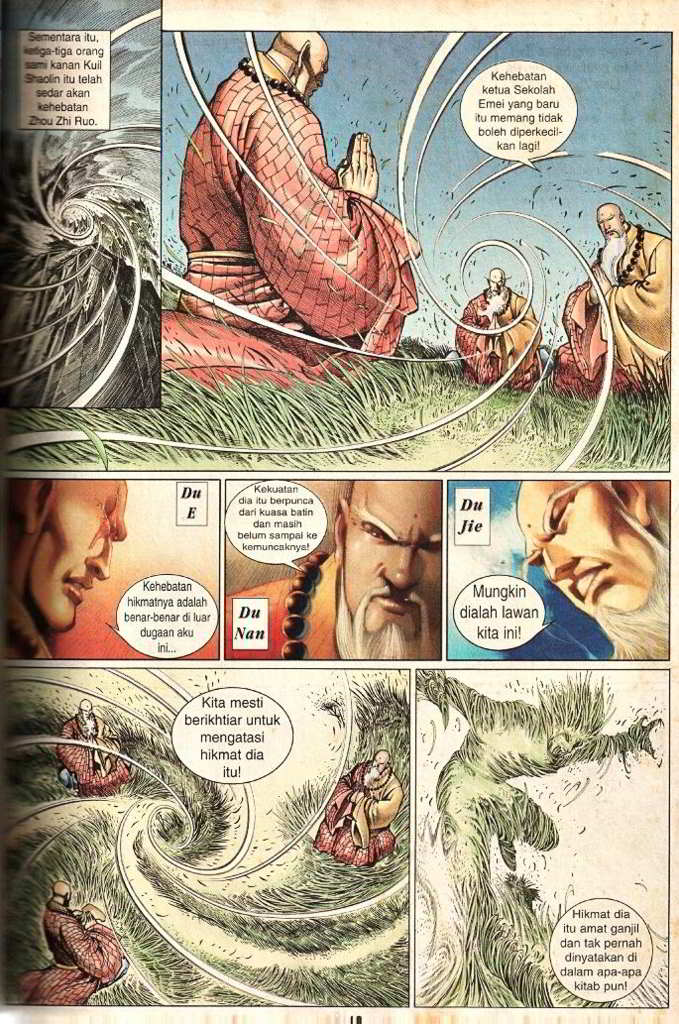 Sementara itu,
ketiga-tiga orang
sami kanan Kuil
Shaolin itu telah
sedar akan
kehebatan
Zhou Zhi Ruo.
Kehebatan
ketua Sekolah
Emei yang baru
itu memang tidak
boleh diperkecil-
kan lagi!
Du
E
Kehebatan
hikmatnya adalah
benar-benar di luar
dugaan aku
ini...
Kekuatan
dia itu berpunca
dari kuasa batin
dan masih
belum sampai ke
kemuncaknya!
Du
Nan
Du
Jie
Mungkin
dialah lawan
kita ini!
Kita mesti
berikhtiar untuk
mengatasi
hikmat dia
itu!
Hikmat dia
itu amat ganjil
dan tak pernah
dinyatakan di
dalam apa-apa
kitab pun!